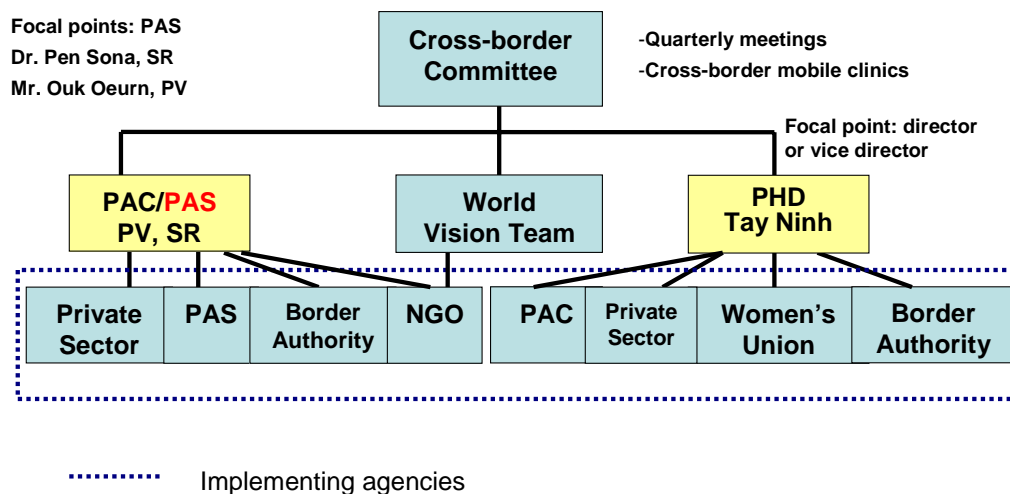 Focal points: PAS
Dr. Pen Sona, SR
Mr. Ouk Oeurn, PV
Cross-border
Committee
-Quarterly meetings
-Cross-border mobile clinics
Focal point: director
or vice director
PAC/PAS
PV, SR
World
Vision Team
PHD
Tay Ninh
Private
Sector
PAS
Border
Authority
NGO
PAC
Private
Sector
Women’s
Union
Border
Authority
Implementing agencies